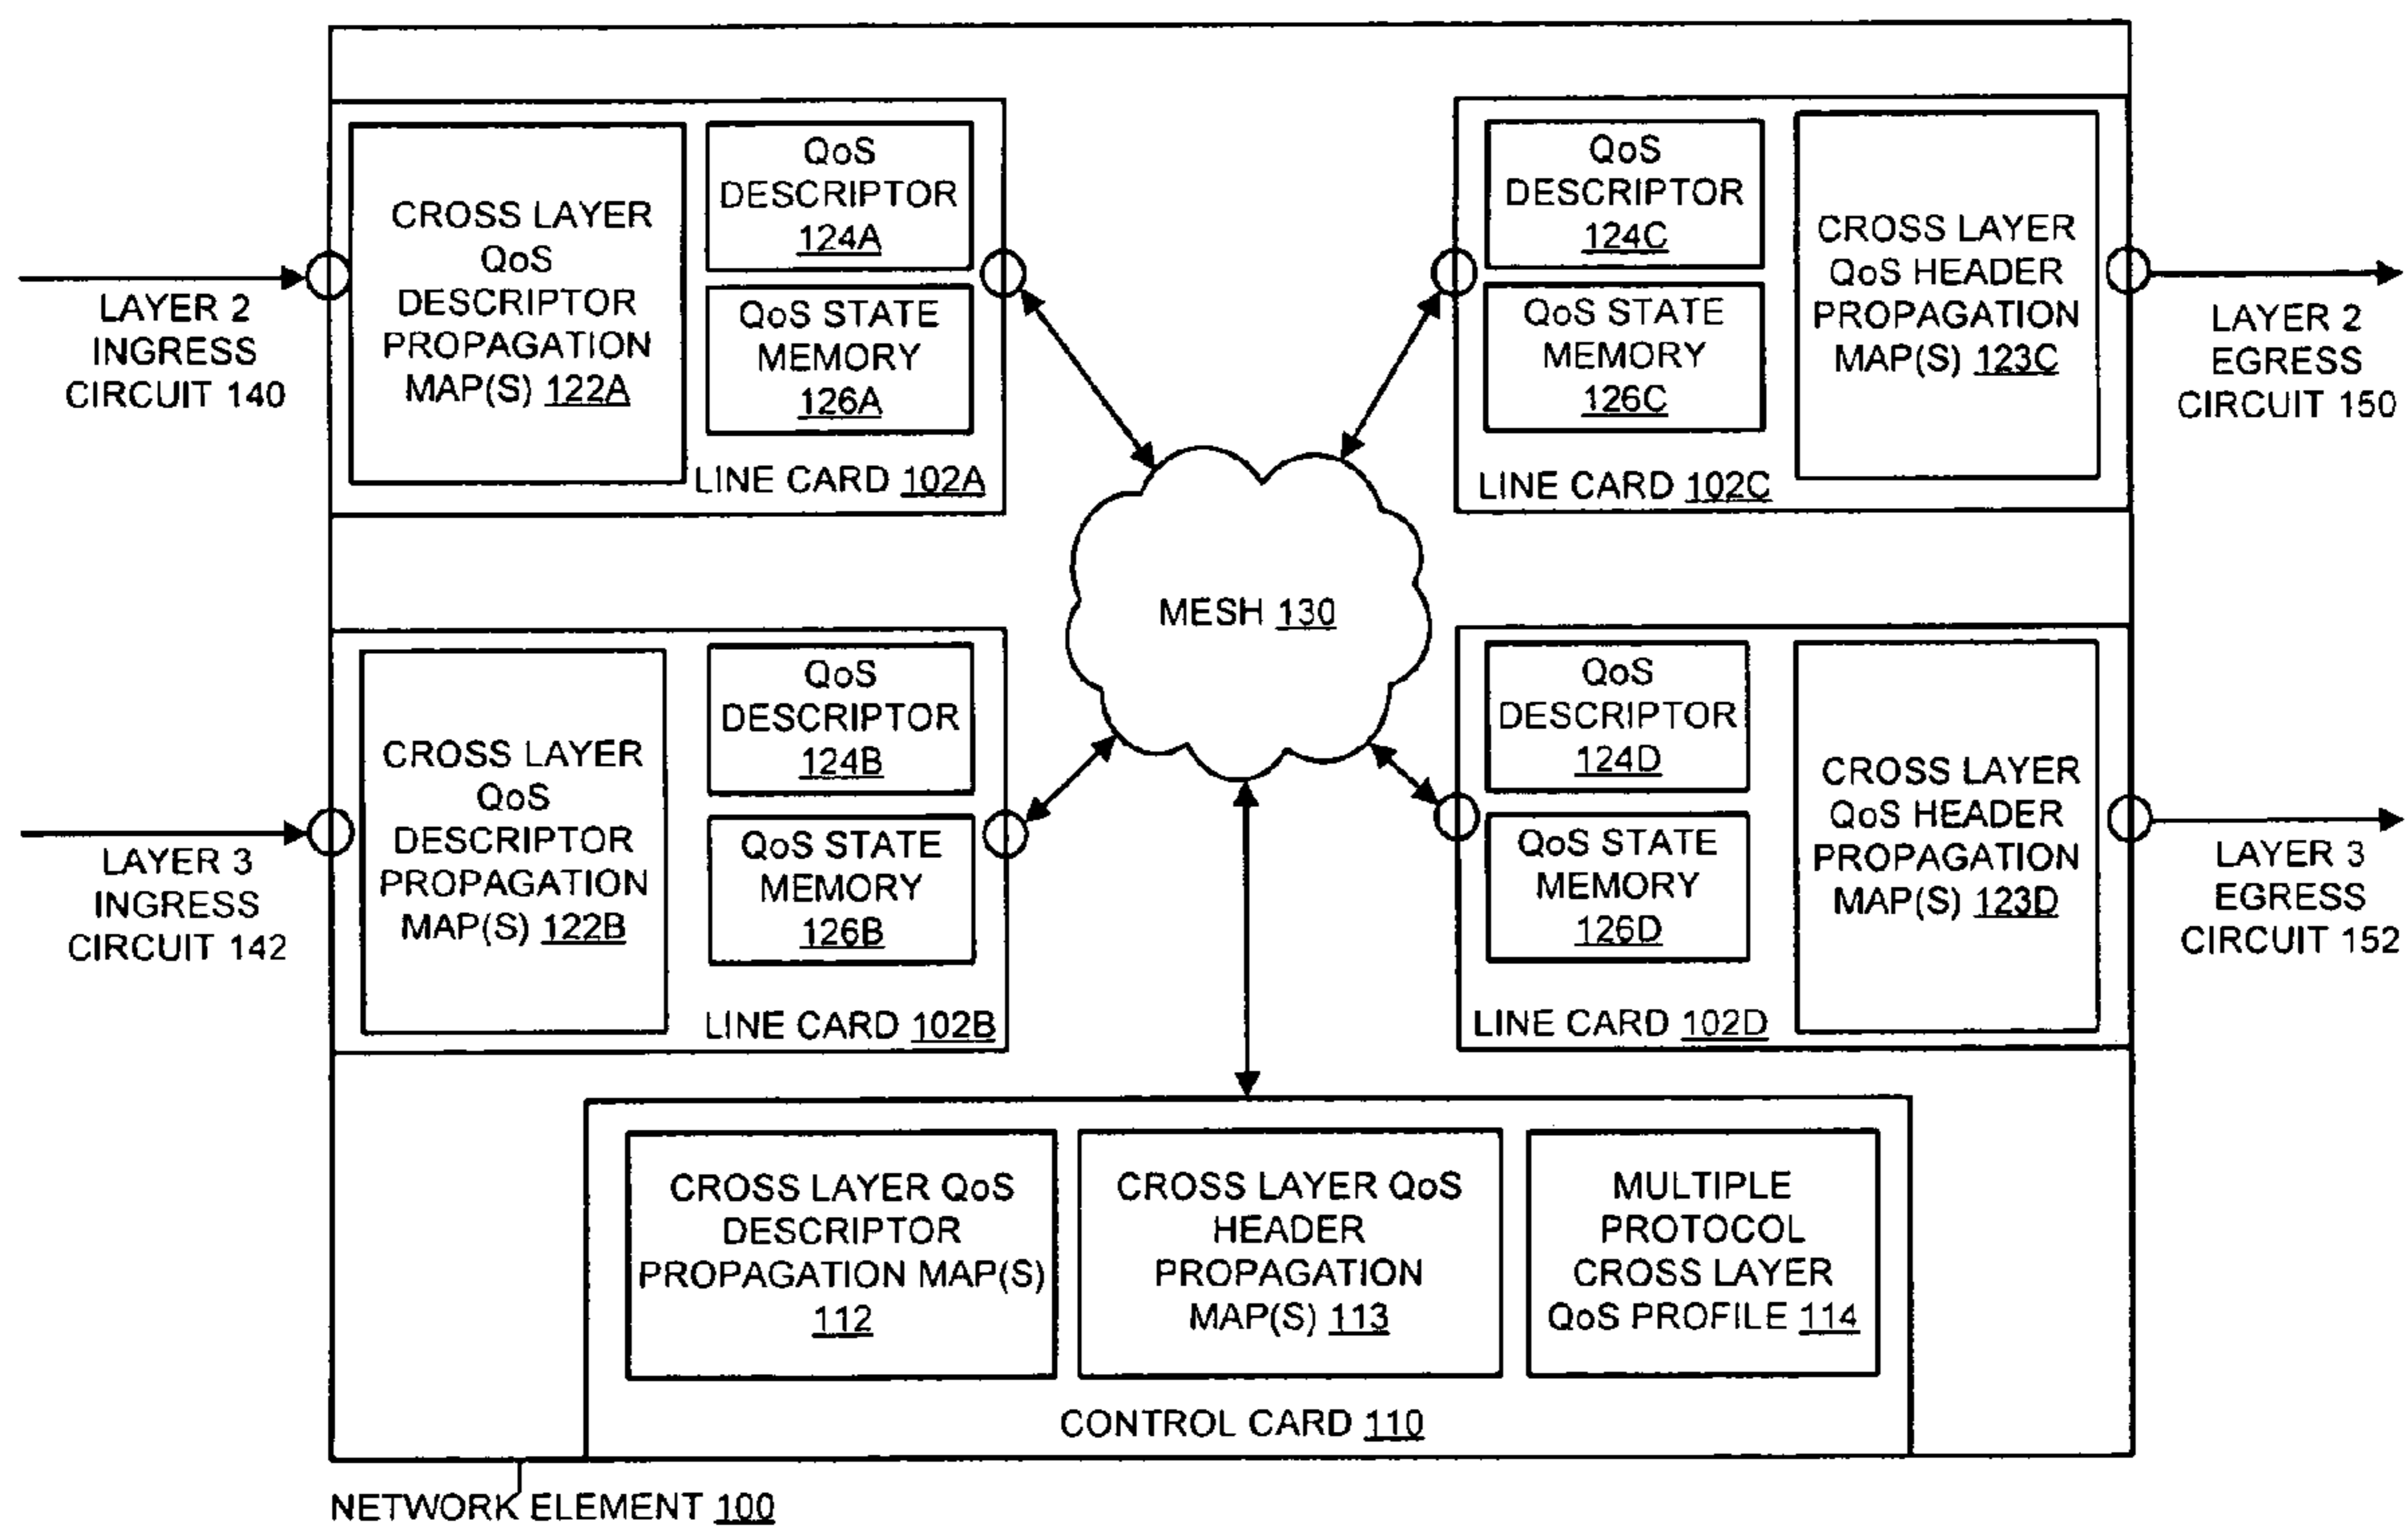 LAYER 2
INGRESS
CIRCUIT 140
CROSS LAYER
QoS
DESCRIPTOR
PROPAGATION
MAP(S) 122A
QoS
DESCRIPTOR
124A
QoS STATE
MEMORY
126A
LINE CARD 102A
QoS
DESCRIPTOR
124C
QoS STATE
MEMORY
126C
LINE CARD 102C
CROSS LAYER
QoS HEADER
PROPAGATION
MAP(S) 123C
LAYER 2
EGRESS
CIRCUIT 150
MESH 130
LAYER 3
INGRESS
CIRCUIT 142
CROSS LAYER
QoS
DESCRIPTOR
PROPAGATION
MAP(S) 122B
QoS
DESCRIPTOR
124B
QoS STATE
MEMORY
126B
LINE CARD 102B
QoS
DESCRIPTOR
124D
QoS STATE
MEMORY
126D
LINE CARD 102D
CROSS LAYER
QoS HEADER
PROPAGATION
MAP(S) 123D
LAYER 3
EGRESS
CIRCUIT 152
CROSS LAYER QoS
DESCRIPTOR
PROPAGATION MAP(S)
112
CROSS LAYER QoS
HEADER
PROPAGATION
MAP(S) 113
MULTIPLE
PROTOCOL
CROSS LAYER
QoS PROFILE 114
CONTROL CARD 110
NETWORK ELEMENT 100